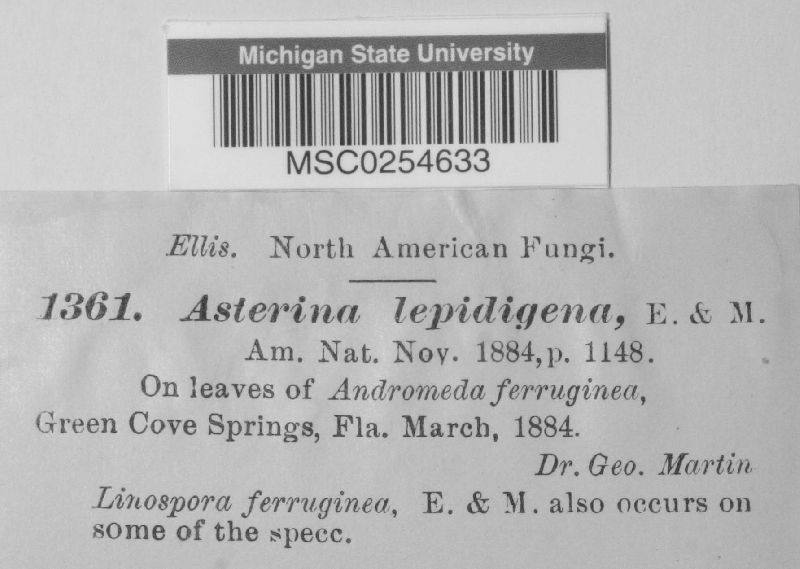 Michigan State University
MSC0254633
Ellis. North American Fungi.
1361. Asterina lepidigena, E. & M.
Am. Nat. Nov. 1884, p. 1148.
On leaves of Andromeda ferruginea,
Green Cove Springs, Fla. March, 1884.
Dr. Geo. Martin
Linospora ferruginea, E. & M. also occurs on
some of the specc.